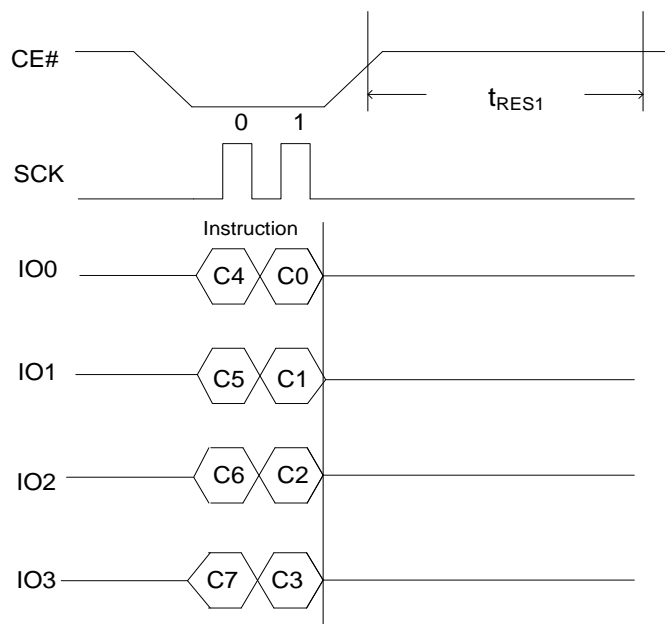 CE#
tRES1
0 1
SCK
Instruction
IO0 C4 C0
IO1 C5 C1
IO2 C6 C2
IO3 C7 C3